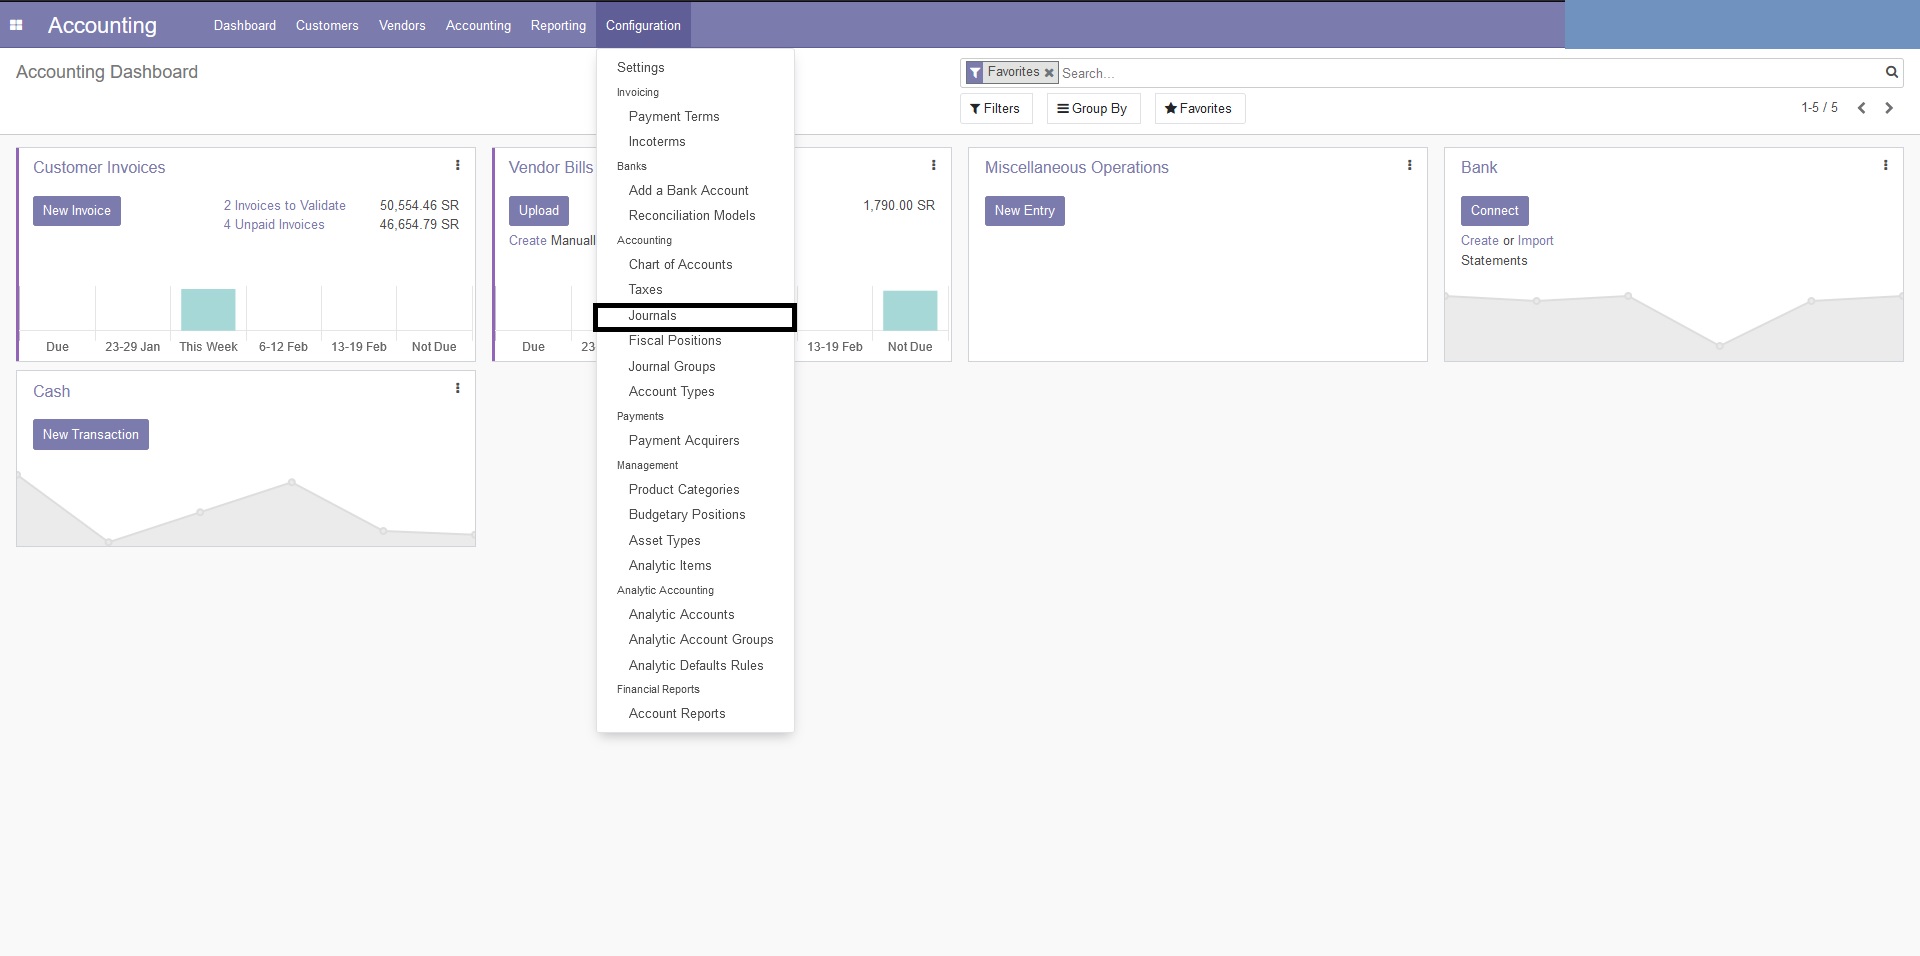 Accounting
Dashboard Customers Vendors Accounting Reporting Configuration
Accounting Dashboard
Favorites Search...
Filters Group By Favorites
1-5 / 5
Settings
Invoicing
Payment Terms
Incoterms
Banks
Add a Bank Account
Reconciliation Models
Accounting
Chart of Accounts
Taxes
Journals
Fiscal Positions
Journal Groups
Account Types
Payments
Payment Acquirers
Management
Product Categories
Budgetary Positions
Asset Types
Analytic Items
Analytic Accounting
Analytic Accounts
Analytic Account Groups
Analytic Defaults Rules
Financial Reports
Account Reports
Customer Invoices
New Invoice
2 Invoices to Validate 50,554.46 SR
4 Unpaid Invoices 46,654.79 SR
Due 23-29 Jan This Week 6-12 Feb 13-19 Feb Not Due
Vendor Bills
Upload
1,790.00 SR
Create Manuall
Due 23 13-19 Feb Not Due
Miscellaneous Operations
New Entry
Bank
Connect
Create or Import
Statements
Cash
New Transaction